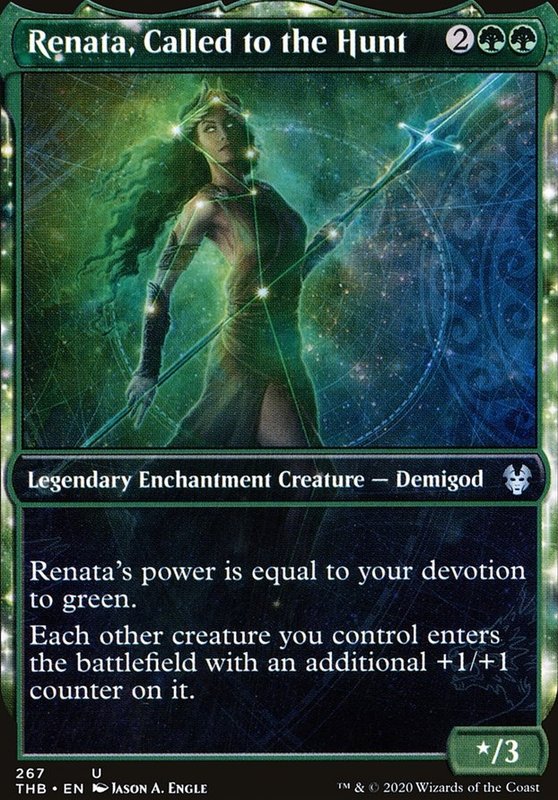 Renata, Called to the Hunt 2
Legendary Enchantment Creature — Demigod
Renata's power is equal to your devotion
to green.
Each other creature you control enters
the battlefield with an additional +1/+1
counter on it.
★/3
267 U
THB • EN Jason A. Engle
™ & © 2020 Wizards of the Coast